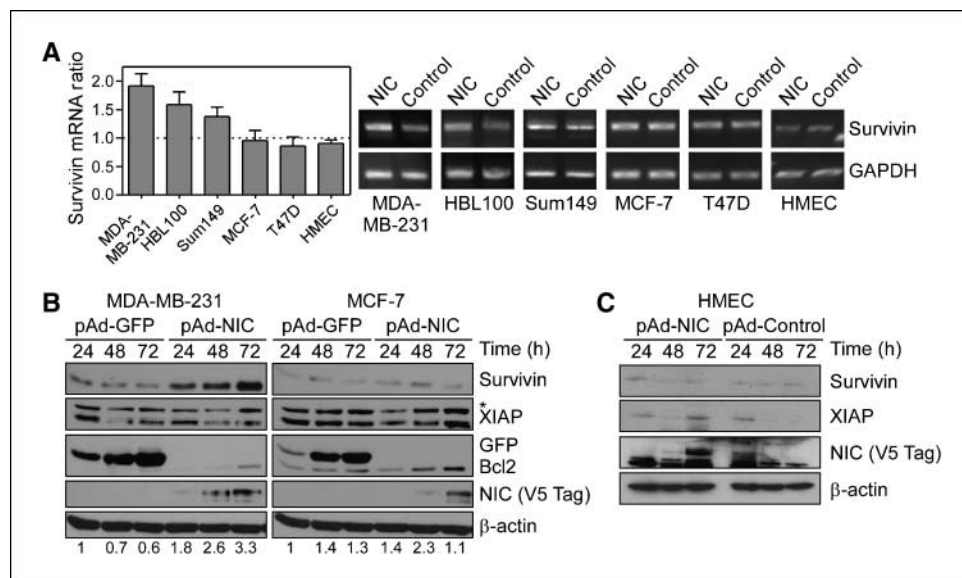 A
Survivin mRNA ratio
2.0
1.5
1.0
0.5
0.0
MDA-
MB-231
HBL100
Sum149
MCF-7
T47D
HMEC
NIC Control NIC Control NIC Control NIC Control NIC Control NIC Control
Survivin
GAPDH
MDA-
MB-231
HBL100 Sum149 MCF-7 T47D HMEC
B
MDA-MB-231 MCF-7
pAd-GFP pAd-NIC pAd-GFP pAd-NIC
24 48 72 24 48 72 24 48 72 24 48 72 Time (h)
Survivin
*
XIAP
GFP
Bcl2
NIC (V5 Tag)
β-actin
1 0.7 0.6 1.8 2.6 3.3 1 1.4 1.3 1.4 2.3 1.1
C
HMEC
pAd-NIC pAd-Control
24 48 72 24 48 72 Time (h)
Survivin
XIAP
NIC (V5 Tag)
β-actin